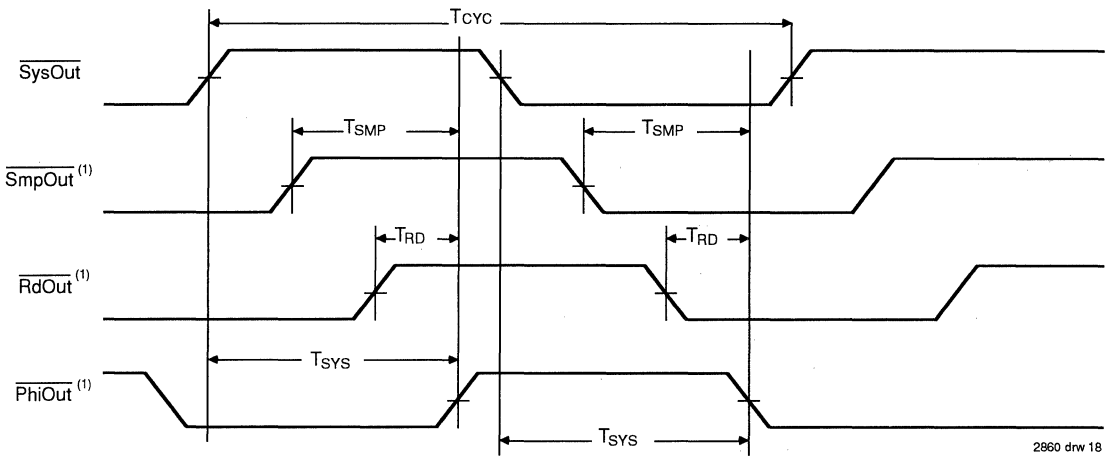 TCYC
SysOut
TSMP
TSMP
SmpOut (1)
TRD
TRD
RdOut (1)
TSYS
PhiOut (1)
TSYS
2860 drw 18